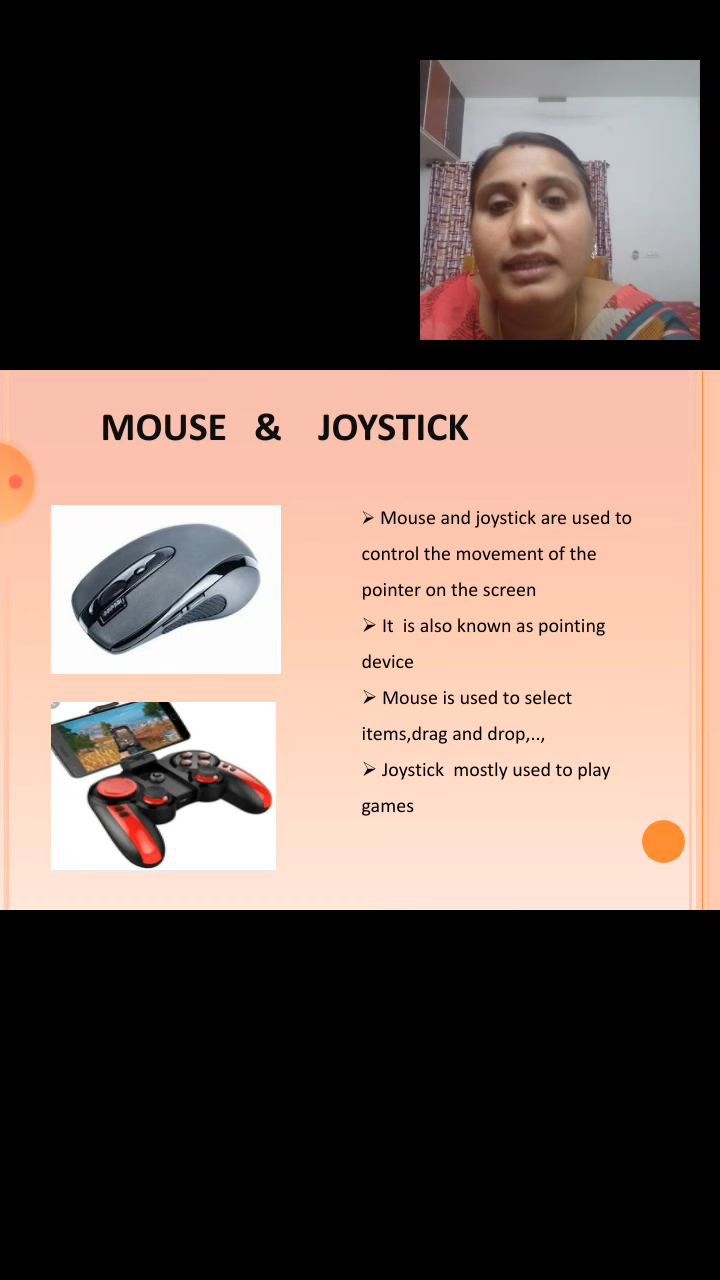 MOUSE & JOYSTICK
➢ Mouse and joystick are used to
control the movement of the
pointer on the screen
➢ It is also known as pointing
device
➢ Mouse is used to select
items,drag and drop,..,
➢ Joystick mostly used to play
games